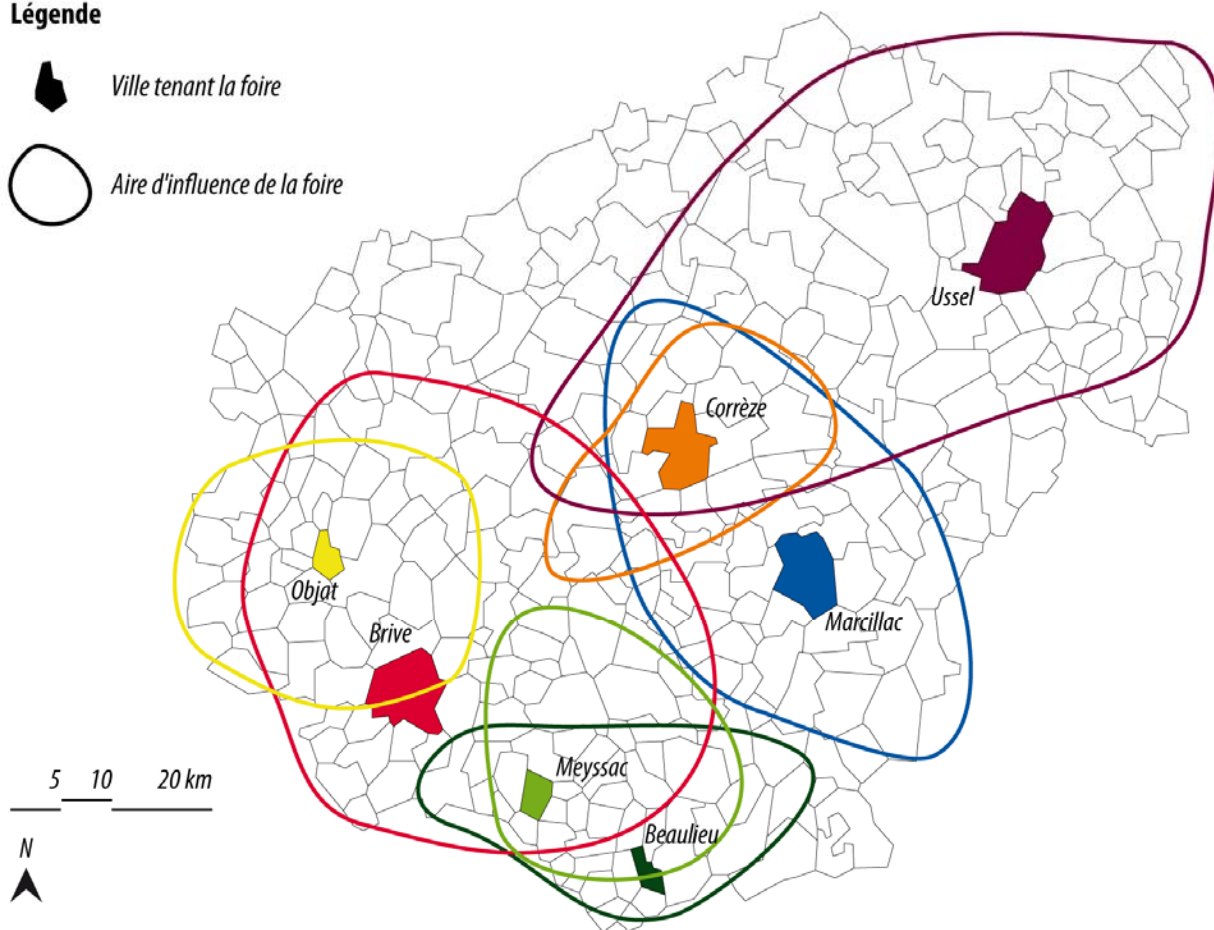 Légende
Ville tenant la foire
Aire d'influence de la foire
Ussel
Corrèze
Objat
Brive
Marcillac
Meyssac
Beaulieu
5 10 20 km
N